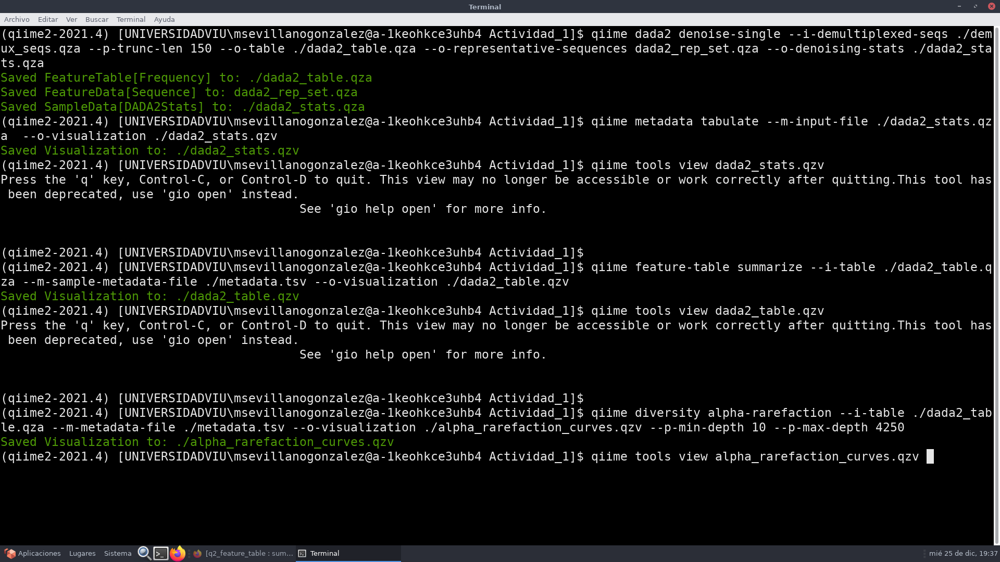 Terminal
Archivo Editar Ver Buscar Terminal Ayuda
(qiime2-2021.4) [UNIVERSIDADVIU\msevillanogonzalez@a-1keohkce3uhb4 Actividad_1]$ qiime dada2 denoise-single --i-demultiplexed-seqs ./dem
ux_seqs.qza --p-trunc-len 150 --o-table ./dada2_table.qza --o-representative-sequences dada2_rep_set.qza --o-denoising-stats ./dada2_sta
ts.qza
Saved FeatureTable[Frequency] to: ./dada2_table.qza
Saved FeatureData[Sequence] to: dada2_rep_set.qza
Saved SampleData[DADA2Stats] to: ./dada2_stats.qza
(qiime2-2021.4) [UNIVERSIDADVIU\msevillanogonzalez@a-1keohkce3uhb4 Actividad_1]$ qiime metadata tabulate --m-input-file ./dada2_stats.qz
a  --o-visualization ./dada2_stats.qzv
Saved Visualization to: ./dada2_stats.qzv
(qiime2-2021.4) [UNIVERSIDADVIU\msevillanogonzalez@a-1keohkce3uhb4 Actividad_1]$ qiime tools view dada2_stats.qzv
Press the 'q' key, Control-C, or Control-D to quit. This view may no longer be accessible or work correctly after quitting.This tool has
 been deprecated, use 'gio open' instead.
See 'gio help open' for more info.
(qiime2-2021.4) [UNIVERSIDADVIU\msevillanogonzalez@a-1keohkce3uhb4 Actividad_1]$
(qiime2-2021.4) [UNIVERSIDADVIU\msevillanogonzalez@a-1keohkce3uhb4 Actividad_1]$ qiime feature-table summarize --i-table ./dada2_table.q
za --m-sample-metadata-file ./metadata.tsv --o-visualization ./dada2_table.qzv
Saved Visualization to: ./dada2_table.qzv
(qiime2-2021.4) [UNIVERSIDADVIU\msevillanogonzalez@a-1keohkce3uhb4 Actividad_1]$ qiime tools view dada2_table.qzv
Press the 'q' key, Control-C, or Control-D to quit. This view may no longer be accessible or work correctly after quitting.This tool has
 been deprecated, use 'gio open' instead.
See 'gio help open' for more info.
(qiime2-2021.4) [UNIVERSIDADVIU\msevillanogonzalez@a-1keohkce3uhb4 Actividad_1]$
(qiime2-2021.4) [UNIVERSIDADVIU\msevillanogonzalez@a-1keohkce3uhb4 Actividad_1]$ qiime diversity alpha-rarefaction --i-table ./dada2_tab
le.qza --m-metadata-file ./metadata.tsv --o-visualization ./alpha_rarefaction_curves.qzv --p-min-depth 10 --p-max-depth 4250
Saved Visualization to: ./alpha_rarefaction_curves.qzv
(qiime2-2021.4) [UNIVERSIDADVIU\msevillanogonzalez@a-1keohkce3uhb4 Actividad_1]$ qiime tools view alpha_rarefaction_curves.qzv
Aplicaciones Lugares Sistema [q2_feature_table : sum... Terminal mié 25 de dic, 19:37